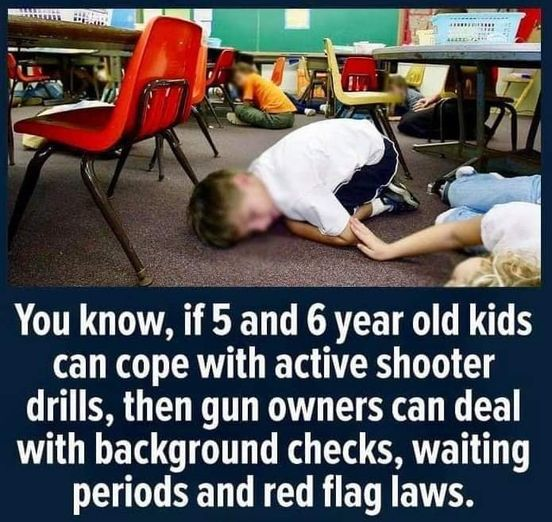 You know, if 5 and 6 year old kids
can cope with active shooter
drills, then gun owners can deal
with background checks, waiting
periods and red flag laws.